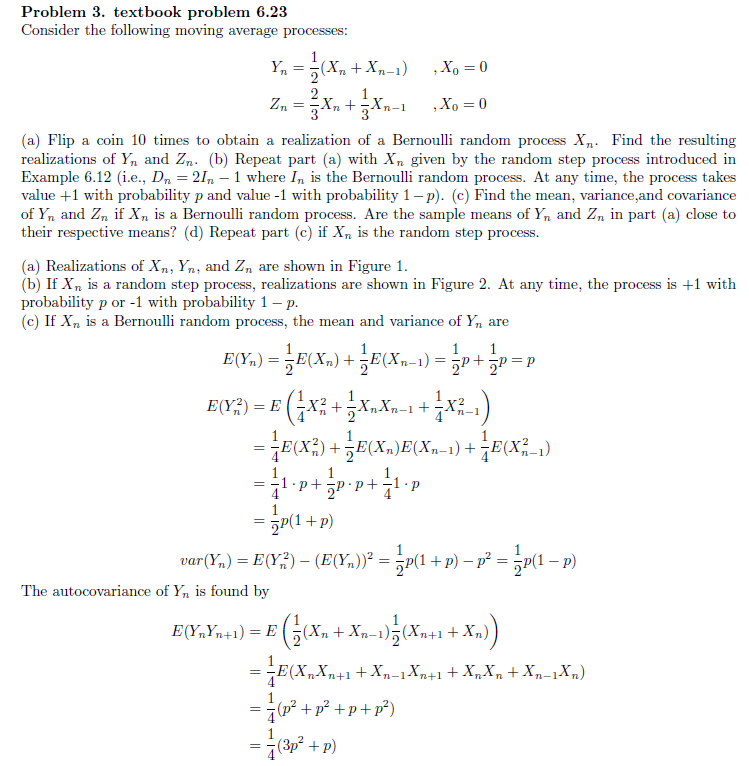 Problem 3. textbook problem 6.23
Consider the following moving average processes:
Y_n = \frac{1}{2}(X_n + X_{n-1}) , X_0 = 0
Z_n = \frac{2}{3}X_n + \frac{1}{3}X_{n-1} , X_0 = 0
(a) Flip a coin 10 times to obtain a realization of a Bernoulli random process X_n. Find the resulting
realizations of Y_n and Z_n. (b) Repeat part (a) with X_n given by the random step process introduced in
Example 6.12 (i.e., D_n = 2I_n − 1 where I_n is the Bernoulli random process. At any time, the process takes
value +1 with probability p and value -1 with probability 1 − p). (c) Find the mean, variance,and covariance
of Y_n and Z_n if X_n is a Bernoulli random process. Are the sample means of Y_n and Z_n in part (a) close to
their respective means? (d) Repeat part (c) if X_n is the random step process.
(a) Realizations of X_n, Y_n, and Z_n are shown in Figure 1.
(b) If X_n is a random step process, realizations are shown in Figure 2. At any time, the process is +1 with
probability p or -1 with probability 1 − p.
(c) If X_n is a Bernoulli random process, the mean and variance of Y_n are
E(Y_n) = \frac{1}{2}E(X_n) + \frac{1}{2}E(X_{n-1}) = \frac{1}{2}p + \frac{1}{2}p = p
E(Y_n^2) = E\left(\frac{1}{4}X_n^2 + \frac{1}{2}X_nX_{n-1} + \frac{1}{4}X_{n-1}^2\right)
= \frac{1}{4}E(X_n^2) + \frac{1}{2}E(X_n)E(X_{n-1}) + \frac{1}{4}E(X_{n-1}^2)
= \frac{1}{4}1 · p + \frac{1}{2}p · p + \frac{1}{4}1 · p
= \frac{1}{2}p(1 + p)
var(Y_n) = E(Y_n^2) − (E(Y_n))^2 = \frac{1}{2}p(1 + p) − p^2 = \frac{1}{2}p(1 − p)
The autocovariance of Y_n is found by
E(Y_nY_{n+1}) = E\left(\frac{1}{2}(X_n + X_{n-1})\frac{1}{2}(X_{n+1} + X_n)\right)
= \frac{1}{4}E(X_nX_{n+1} + X_{n-1}X_{n+1} + X_nX_n + X_{n-1}X_n)
= \frac{1}{4}(p^2 + p^2 + p + p^2)
= \frac{1}{4}(3p^2 + p)